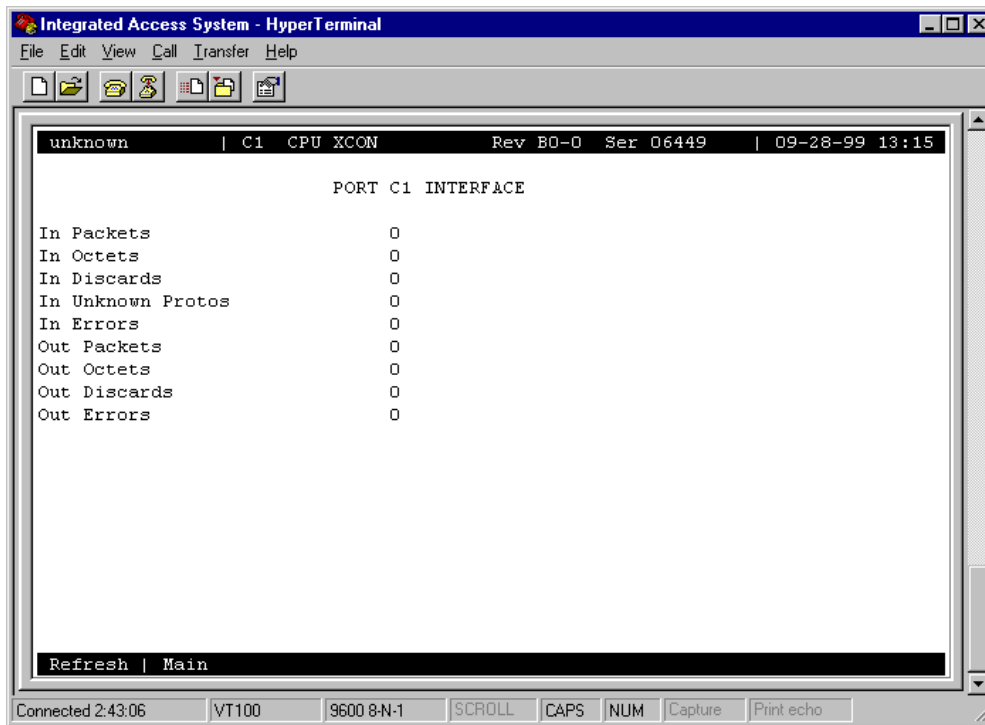 Integrated Access System - HyperTerminal
File Edit View Call Transfer Help
unknown | C1 CPU XCON Rev B0-0 Ser 06449 | 09-28-99 13:15
PORT C1 INTERFACE
In Packets 0
In Octets 0
In Discards 0
In Unknown Protos 0
In Errors 0
Out Packets 0
Out Octets 0
Out Discards 0
Out Errors 0
Refresh | Main
Connected 2:43:06 VT100 9600 8-N-1 SCROLL CAPS NUM Capture Print echo